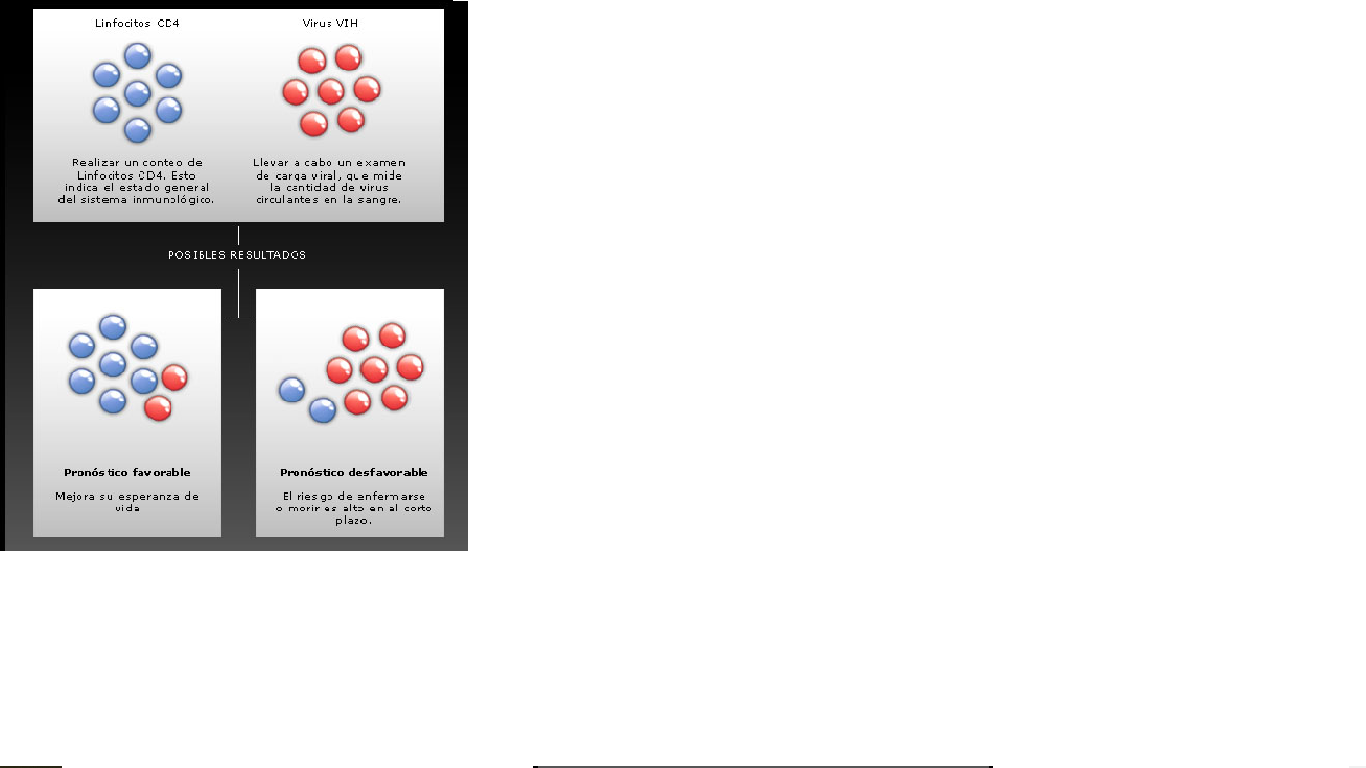 Linfocitos CD4
Virus VIH
Realizar un conteo de
Linfocitos CD4. Esto
indica el estado general
del sistema inmunológico.
Llevar a cabo un examen
de carga viral, que mide
la cantidad de virus
circulantes en la sangre.
POSIBLES RESULTADOS
Pronóstico favorable
Mejora su esperanza de
vida
Pronóstico desfavorable
El riesgo de enfermarse
o morir es alto en al corto
plazo.